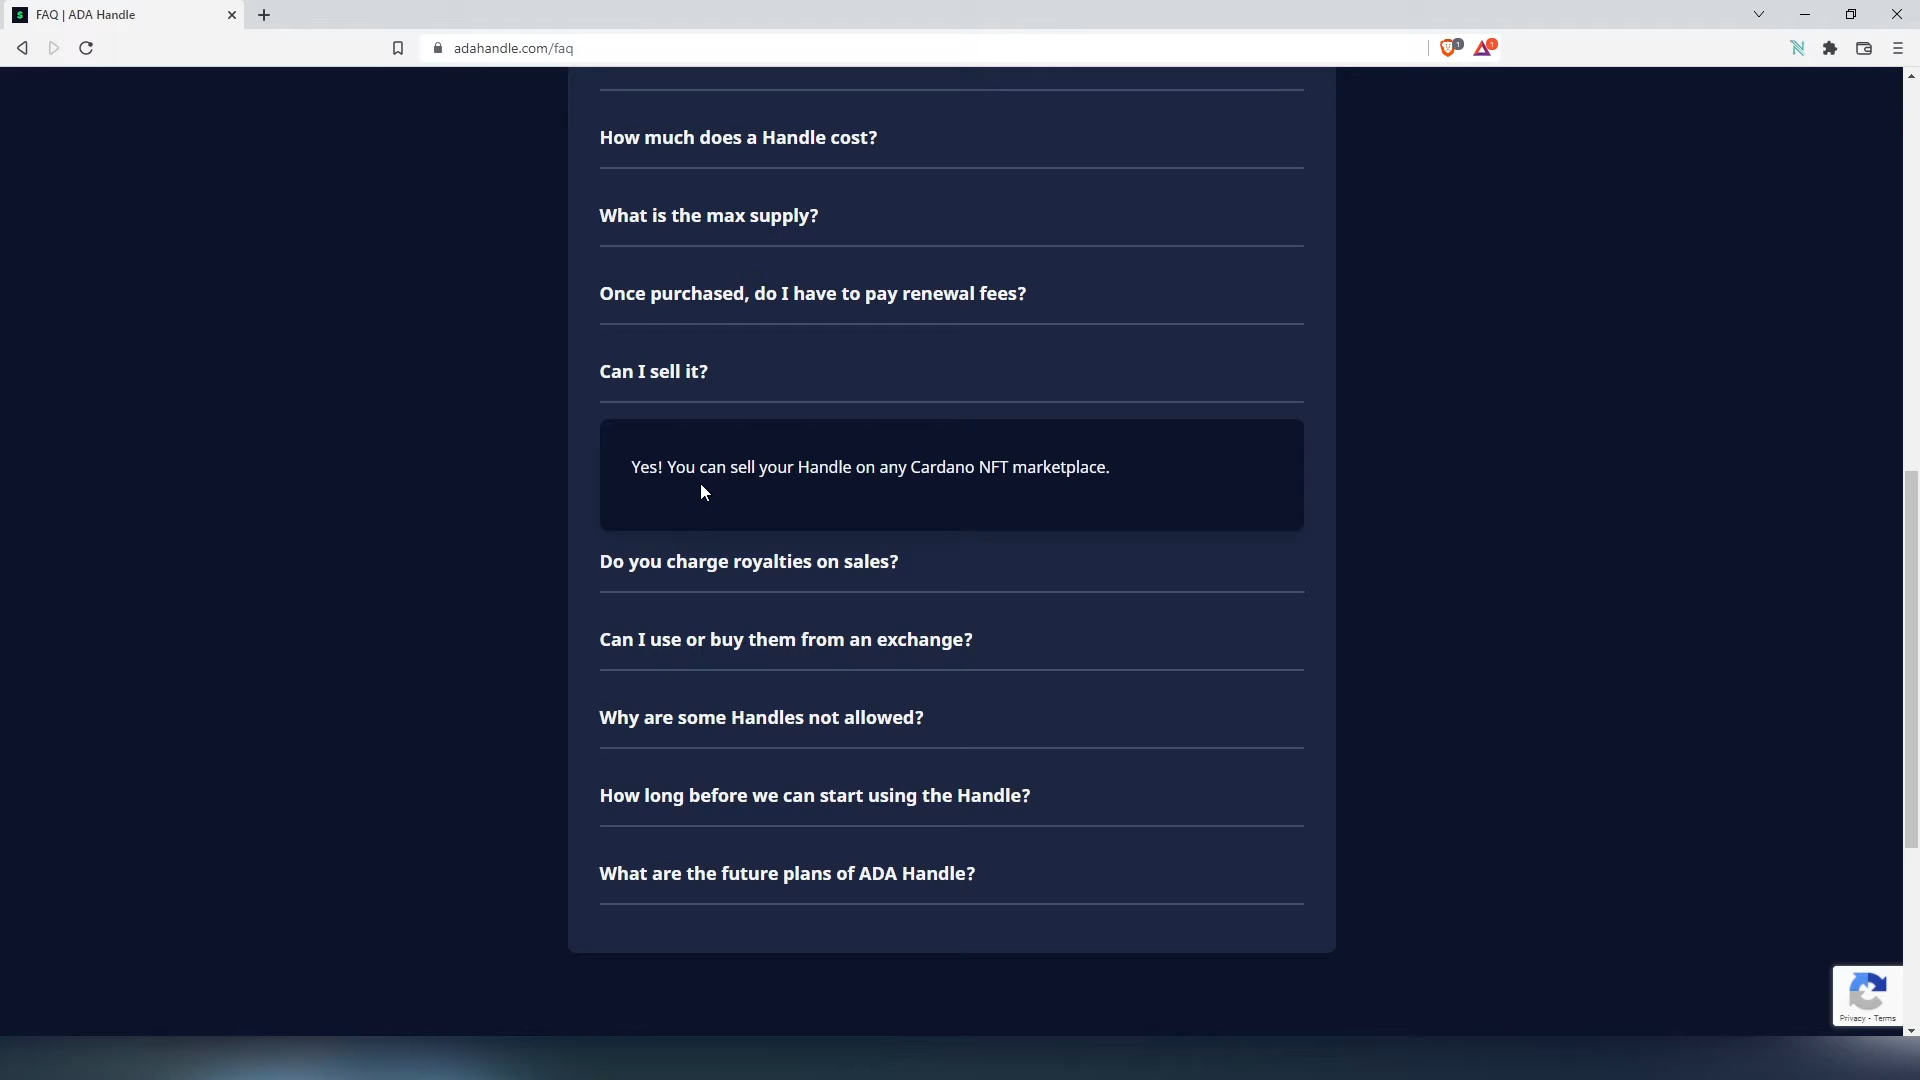 FAQ | ADA Handle
adahandle.com/faq
1
1
How much does a Handle cost?
What is the max supply?
Once purchased, do I have to pay renewal fees?
Can I sell it?
Yes! You can sell your Handle on any Cardano NFT marketplace.
Do you charge royalties on sales?
Can I use or buy them from an exchange?
Why are some Handles not allowed?
How long before we can start using the Handle?
What are the future plans of ADA Handle?
Privacy - Terms